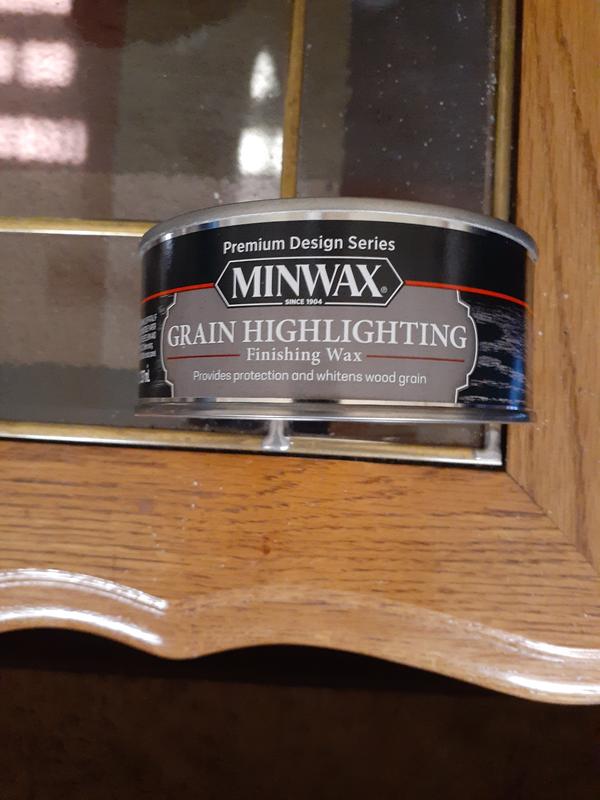 Premium Design Series
MINWAX®
SINCE 1904
GRAIN HIGHLIGHTING
Finishing Wax
Provides protection and whitens wood grain